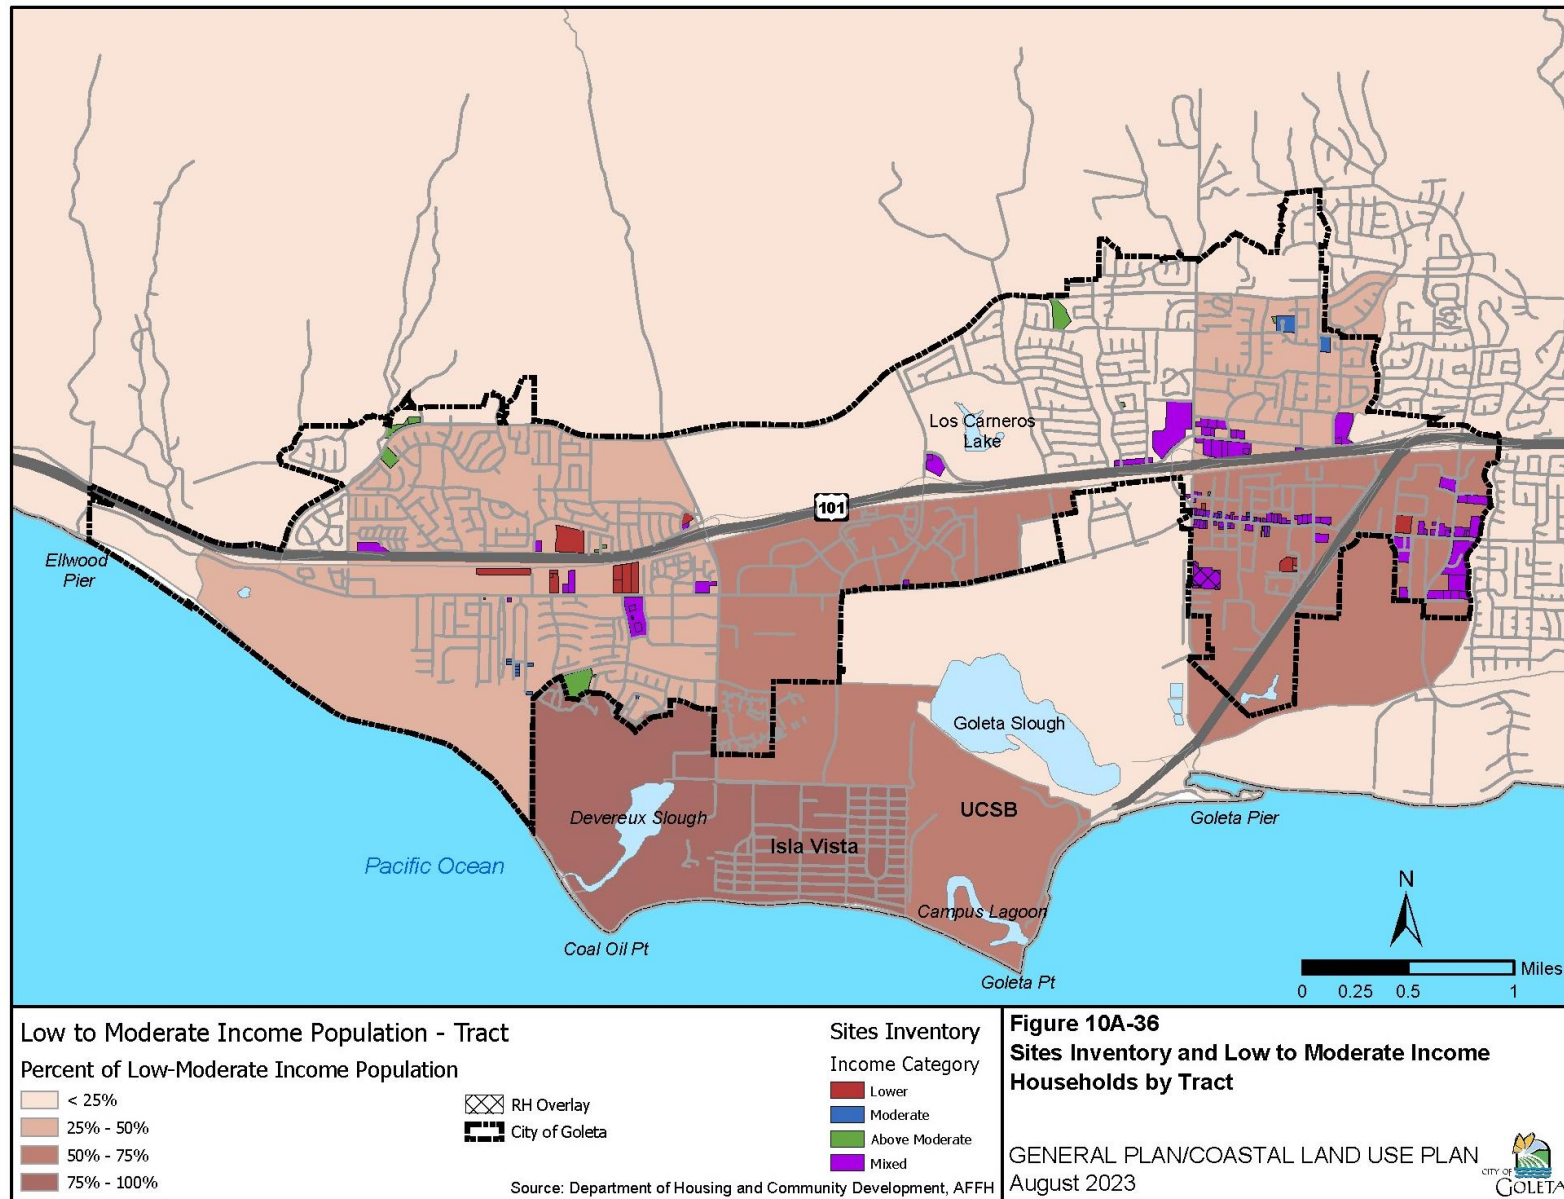 Los Carneros
Lake
101
Ellwood
Pier
Goleta Slough
UCSB
Devereux Slough
Isla Vista
Goleta Pier
Pacific Ocean
Campus Lagoon
Coal Oil Pt
Goleta Pt
N
Miles
0 0.25 0.5 1
Low to Moderate Income Population - Tract
Percent of Low-Moderate Income Population
< 25%
25% - 50%
50% - 75%
75% - 100%
RH Overlay
City of Goleta
Sites Inventory
Income Category
Lower
Moderate
Above Moderate
Mixed
Source: Department of Housing and Community Development, AFFH
Figure 10A-36
Sites Inventory and Low to Moderate Income
Households by Tract
GENERAL PLAN/COASTAL LAND USE PLAN
August 2023
CITY OF
GOLETA